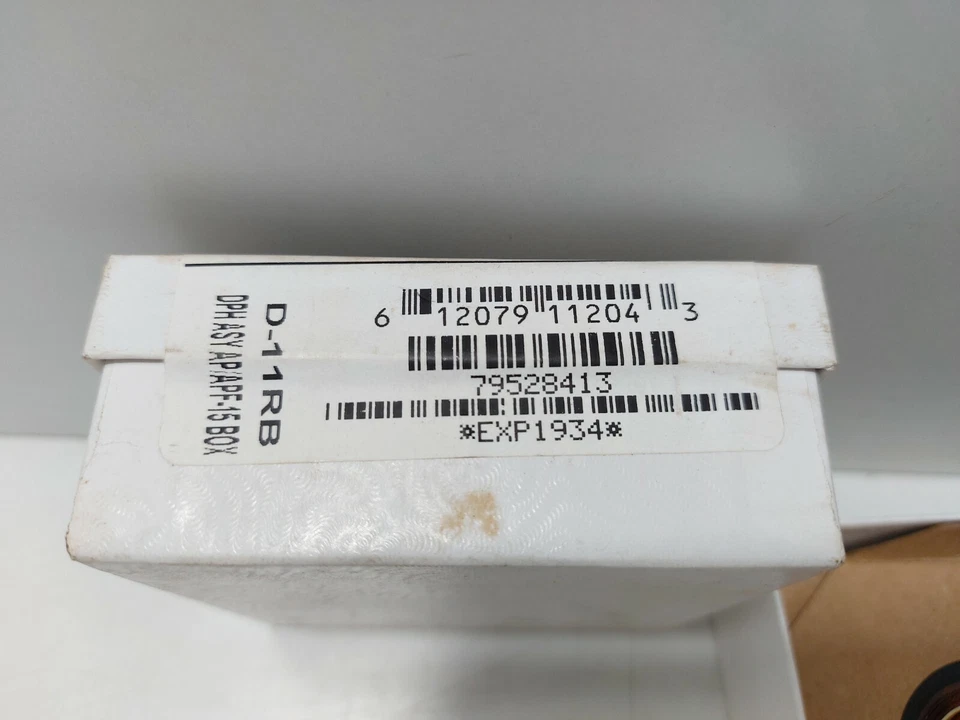 D-11RB
DPH ASY AP/APF-15 BOX
6 12079 11204 3
79528413
*EXP1934*